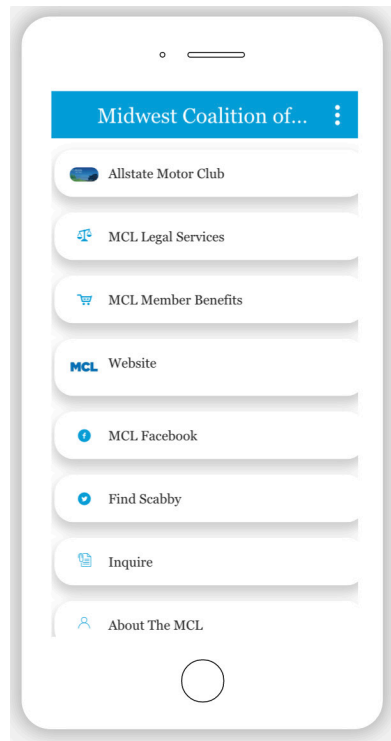 Midwest Coalition of...
Allstate Motor Club
MCL Legal Services
MCL Member Benefits
MCL Website
MCL Facebook
Find Scabby
Inquire
About The MCL